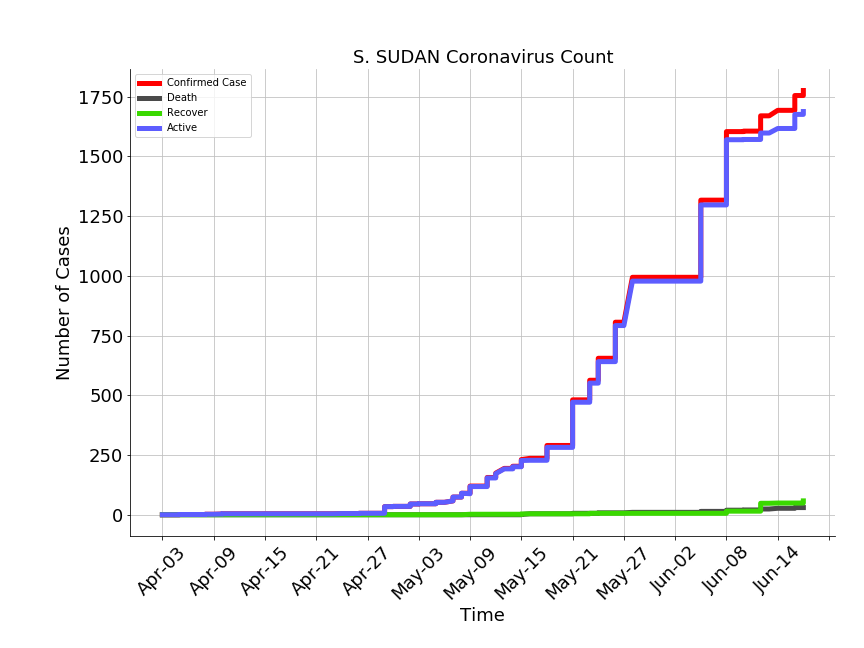 S. SUDAN Coronavirus Count
Confirmed Case
Death
Recover
Active
Number of Cases
1750
1500
1250
1000
750
500
250
0
Apr-03
Apr-09
Apr-15
Apr-21
Apr-27
May-03
May-09
May-15
May-21
May-27
Jun-02
Jun-08
Jun-14
Time